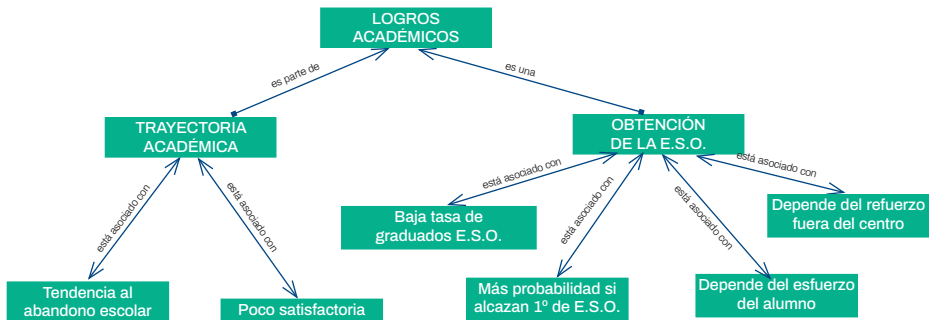 LOGROS
ACADÉMICOS
es parte de
es una
TRAYECTORIA
ACADÉMICA
OBTENCIÓN
DE LA E.S.O.
está asociado con
está asociado con
está asociado con
está asociado con
está asociado con
está asociado con
Baja tasa de
graduados E.S.O.
Depende del refuerzo
fuera del centro
Tendencia al
abandono escolar
Poco satisfactoria
Más probabilidad si
alcazan 1º de E.S.O.
Depende del esfuerzo
del alumno